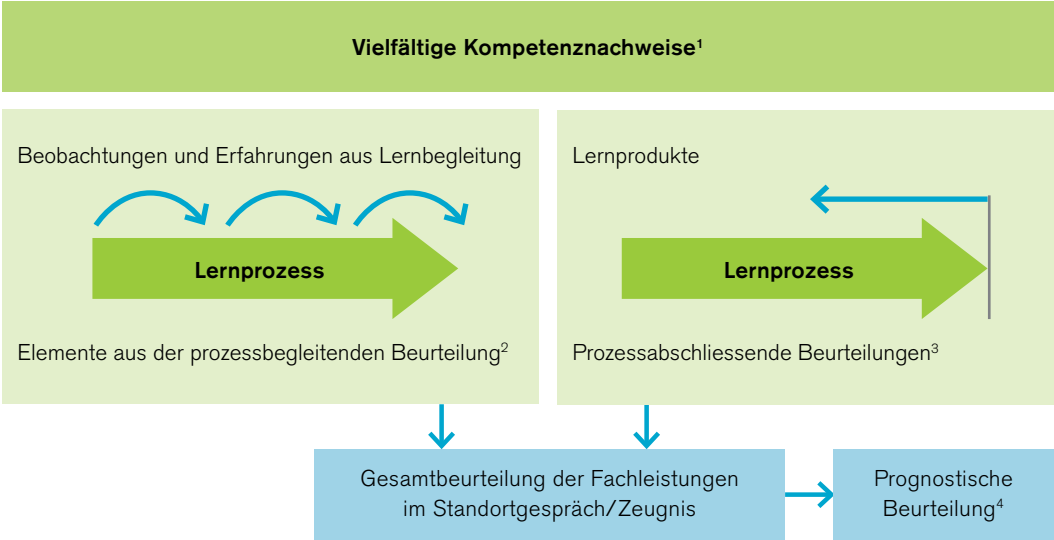 Vielfältige Kompetenznachweise¹
Beobachtungen und Erfahrungen aus Lernbegleitung
Lernprozess
Elemente aus der prozessbegleitenden Beurteilung²
Lernprodukte
Lernprozess
Prozessabschliessende Beurteilungen³
Gesamtbeurteilung der Fachleistungen
im Standortgespräch/Zeugnis
Prognostische
Beurteilung⁴